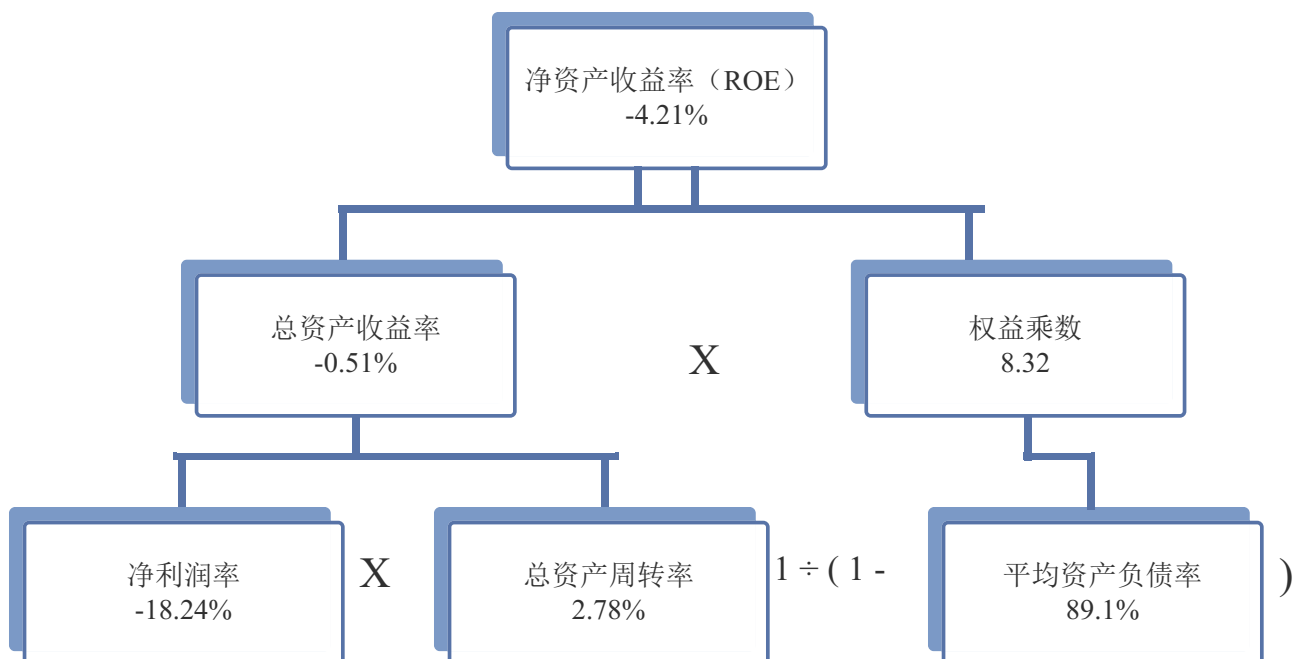 净资产收益率（ROE）
-4.21%
总资产收益率
-0.51%
X
权益乘数
8.32
净利润率
-18.24%
X
总资产周转率
2.78%
1 ÷ ( 1 -
平均资产负债率
89.1%
)